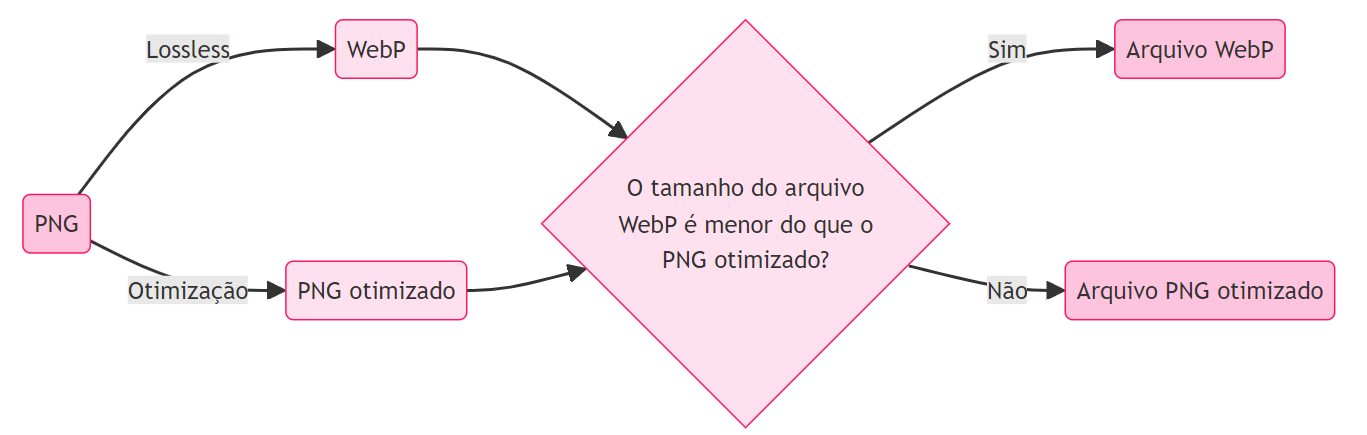 Lossless
WebP
Sim
Arquivo WebP
O tamanho do arquivo
WebP é menor do que o
PNG otimizado?
PNG
Otimização
PNG otimizado
Não
Arquivo PNG otimizado